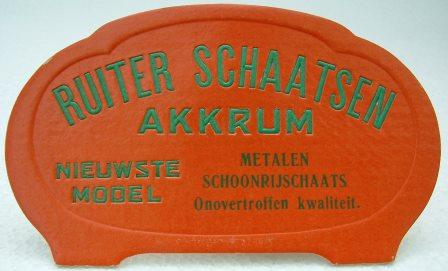 RUITER SCHAATSEN
AKKRUM
NIEUWSTE
MODEL
METALEN
SCHOONRIJSCHAATS
Onovertroffen kwaliteit.